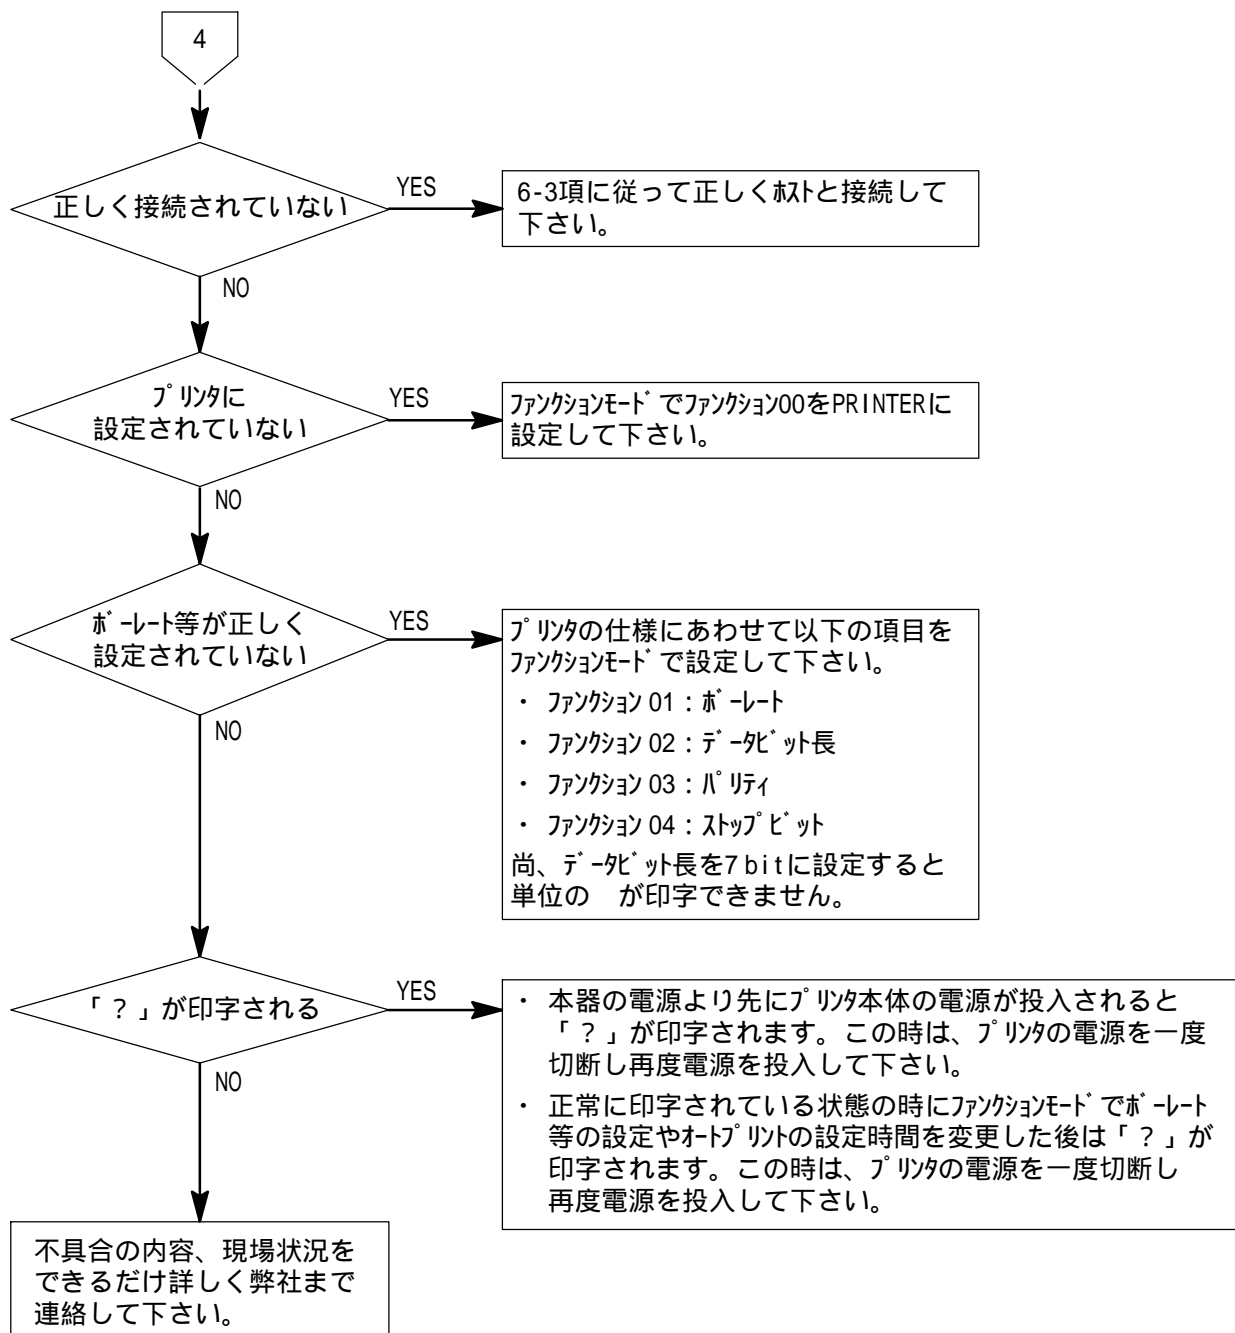 4
正しく接続されていない
YES
6-3項に従って正しくﾎｽﾄと接続して
下さい。
NO
ﾌﾟﾘﾝﾀに
設定されていない
YES
ﾌｧﾝｸｼｮﾝﾓｰﾄﾞでﾌｧﾝｸｼｮﾝ00をPRINTERに
設定して下さい。
NO
ﾎﾞｰﾚｰﾄ等が正しく
設定されていない
YES
ﾌﾟﾘﾝﾀの仕様にあわせて以下の項目を
ﾌｧﾝｸｼｮﾝﾓｰﾄﾞで設定して下さい。
・ ﾌｧﾝｸｼｮﾝ01：ﾎﾞｰﾚｰﾄ
・ ﾌｧﾝｸｼｮﾝ02：ﾃﾞｰﾀﾋﾞｯﾄ長
・ ﾌｧﾝｸｼｮﾝ03：ﾊﾟﾘﾃｨ
・ ﾌｧﾝｸｼｮﾝ04：ｽﾄｯﾌﾟﾋﾞｯﾄ
尚、ﾃﾞｰﾀﾋﾞｯﾄ長を7bitに設定すると
単位の　が印字できません。
NO
「？」が印字される
YES
・ 本器の電源より先にﾌﾟﾘﾝﾀ本体の電源が投入されると
「？」が印字されます。この時は、ﾌﾟﾘﾝﾀの電源を一度
切断し再度電源を投入して下さい。
・ 正常に印字されている状態の時にﾌｧﾝｸｼｮﾝﾓｰﾄﾞでﾎﾞｰﾚｰﾄ
等の設定やｵｰﾄﾌﾟﾘﾝﾄの設定時間を変更した後は「？」が
印字されます。この時は、ﾌﾟﾘﾝﾀの電源を一度切断し
再度電源を投入して下さい。
NO
不具合の内容、現場状況を
できるだけ詳しく弊社まで
連絡して下さい。